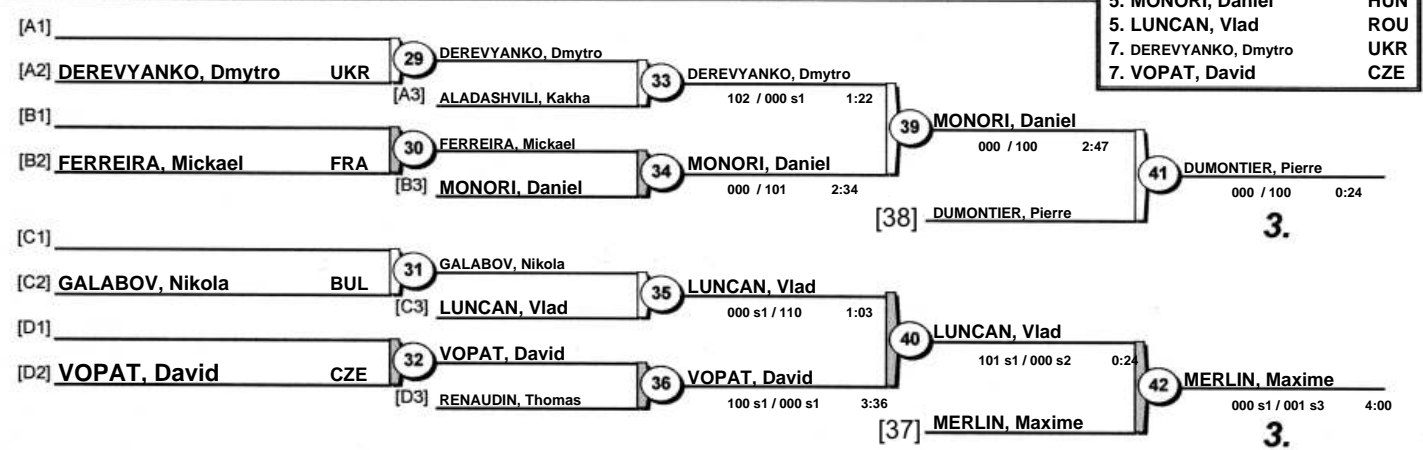 5. MONORI, Daniel HUN
5. LUNCAN, Vlad ROU
7. DEREVYANKO, Dmytro UKR
7. VOPAT, David CZE
[A1]
[A2] DEREVYANKO, Dmytro UKR
29
DEREVYANKO, Dmytro
[A3] ALADASHVILI, Kakha
33
DEREVYANKO, Dmytro
102 / 000 s1 1:22
[B1]
[B2] FERREIRA, Mickael FRA
30
FERREIRA, Mickael
[B3] MONORI, Daniel
34
MONORI, Daniel
000 / 101 2:34
39
MONORI, Daniel
000 / 100 2:47
[38] DUMONTIER, Pierre
41
DUMONTIER, Pierre
000 / 100 0:24
3.
[C1]
[C2] GALABOV, Nikola BUL
31
GALABOV, Nikola
[C3] LUNCAN, Vlad
35
LUNCAN, Vlad
000 s1 / 110 1:03
[D1]
[D2] VOPAT, David CZE
32
VOPAT, David
[D3] RENAUDIN, Thomas
36
VOPAT, David
100 s1 / 000 s1 3:36
40
LUNCAN, Vlad
101 s1 / 000 s2 0:24
[37] MERLIN, Maxime
42
MERLIN, Maxime
000 s1 / 001 s3 4:00
3.